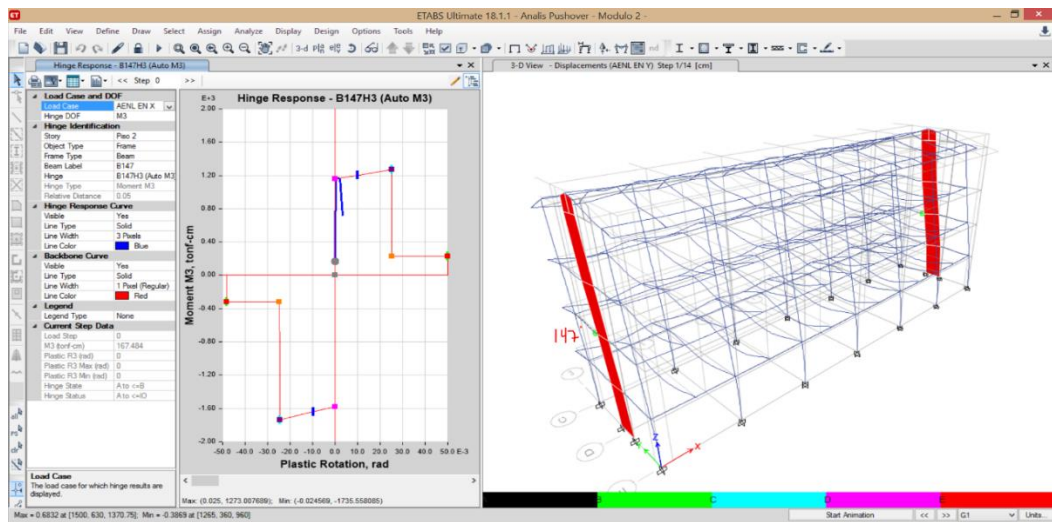 ETABS Ultimate 18.1.1 - Analis Pushover - Modulo 2 -
File Edit View Define Draw Select Assign Analyze Display Design Options Tools Help
Hinge Response - B147H3 (Auto M3)
<< Step 0 >>
Load Case and DOF
Load Case AENL EN X
Hinge DOF M3
Hinge Identification
Story Piso 2
Object Type Frame
Frame Type Beam
Beam Label B147
Hinge B147H3 (Auto M3)
Hinge Type Moment M3
Relative Distance 0.05
Hinge Response Curve
Visible Yes
Line Type Solid
Line Width 3 Pixels
Line Color Blue
Backbone Curve
Visible Yes
Line Type Solid
Line Width 1 Pixel (Regular)
Line Color Red
Legend
Legend Type None
Current Step Data
Load Step 0
M3 (tonf-cm) 167.484
Plastic R3 (rad) 0
Plastic R3 Max (rad) 0
Plastic R3 Min (rad) 0
Hinge State A to <=B
Hinge Status A to <=IO
Load Case
The load case for which hinge results are
displayed.
Hinge Response - B147H3 (Auto M3)
E+3
2.00
1.60
1.20
0.80
0.40
0.00
-0.40
-0.80
-1.20
-1.60
-2.00
Moment M3, tonf-cm
-50.0 -40.0 -30.0 -20.0 -10.0 0.0 10.0 20.0 30.0 40.0 50.0 E-3
Plastic Rotation, rad
Max: (0.025, 1273.007689); Min: (-0.024569, -1735.558085)
3-D View - Displacements (AENL EN Y) Step 1/14 [cm]
147
Z
X
B
C
D
E
Max = 0.6832 at [1500, 630, 1370.75]; Min = -0.3869 at [1265, 360, 960]
Start Animation << >> G1 Units...